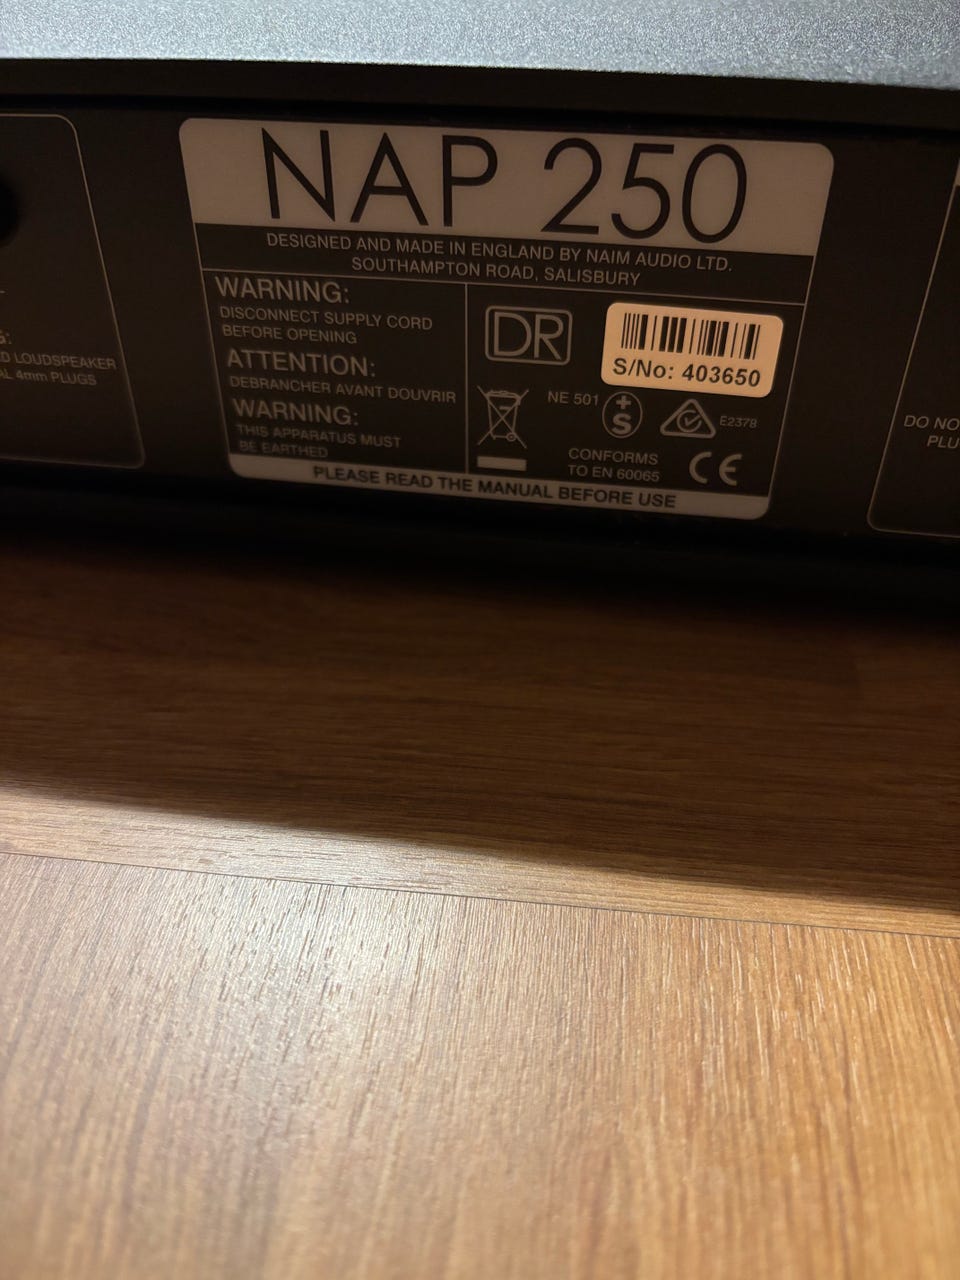 NAP 250
DESIGNED AND MADE IN ENGLAND BY NAIM AUDIO LTD.
SOUTHAMPTON ROAD, SALISBURY
WARNING:
DISCONNECT SUPPLY CORD
BEFORE OPENING
ATTENTION:
DEBRANCHER AVANT DOUVRIR
WARNING:
THIS APPARATUS MUST
BE EARTHED
DR
S/No: 403650
NE 501
+
S
E2378
CONFORMS
TO EN 60065
CE
PLEASE READ THE MANUAL BEFORE USE
LOUDSPEAKER
4mm PLUGS
DO